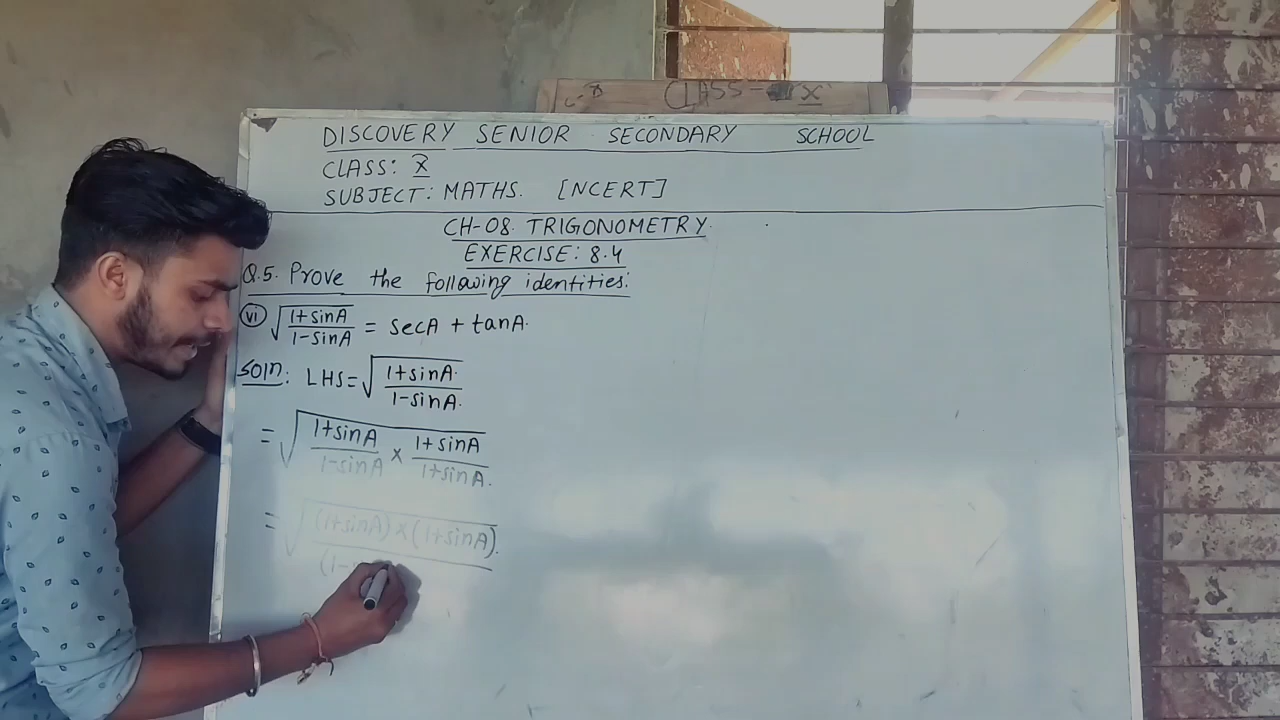 CLASS - X
DISCOVERY SENIOR SECONDARY SCHOOL
CLASS: X
SUBJECT: MATHS. [NCERT]
CH-08. TRIGONOMETRY.
EXERCISE: 8.4
Q.5. Prove the following identities:
(vi) √((1+sinA)/(1-sinA)) = secA + tanA.
Soln: LHS = √((1+sinA)/(1-sinA)).
= √((1+sinA)/(1-sinA) × (1+sinA)/(1+sinA)).
= √((1+sinA) × (1+sinA)).
(1-